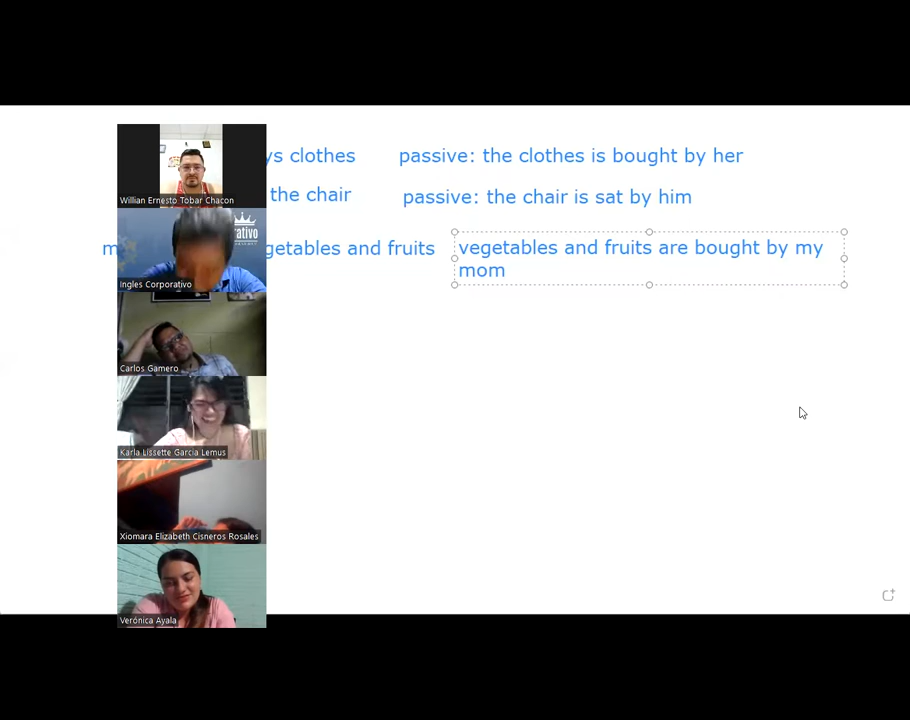 clothes passive: the clothes is bought by her
the chair passive: the chair is sat by him
and fruits vegetables and fruits are bought by my
mom
Willian Ernesto Tobar Chacon
Ingles Corporativo
Carlos Gamero
Karla Lissette Garcia Lemus
Xiomara Elizabeth Cisneros Rosales
Verónica Ayala